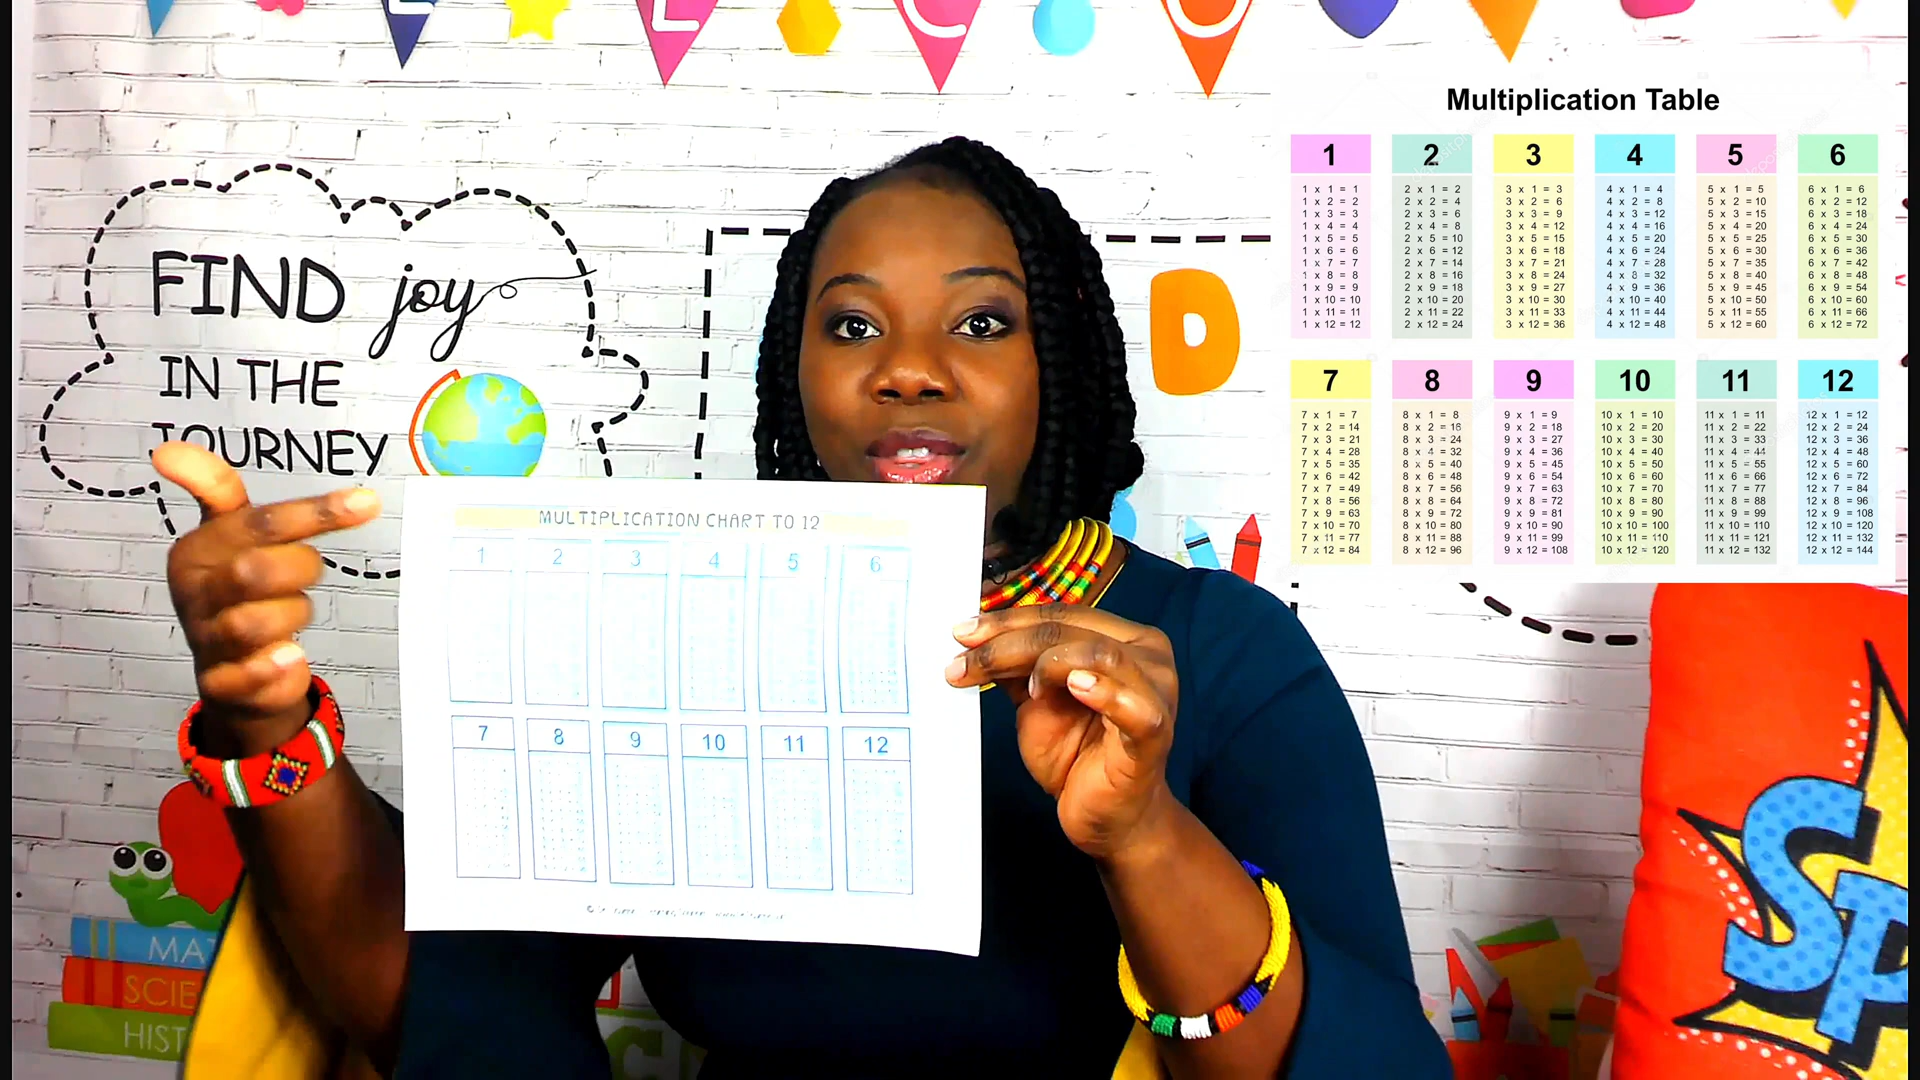 E
L
C
O
FIND joy
IN THE
JOURNEY
D
MAT
SCIE
HIST
MULTIPLICATION CHART TO 12
1 2 3 4 5 6
7 8 9 10 11 12
Multiplication Table
1 2 3 4 5 6
1 x 1 = 1 2 x 1 = 2 3 x 1 = 3 4 x 1 = 4 5 x 1 = 5 6 x 1 = 6
1 x 2 = 2 2 x 2 = 4 3 x 2 = 6 4 x 2 = 8 5 x 2 = 10 6 x 2 = 12
1 x 3 = 3 2 x 3 = 6 3 x 3 = 9 4 x 3 = 12 5 x 3 = 15 6 x 3 = 18
1 x 4 = 4 2 x 4 = 8 3 x 4 = 12 4 x 4 = 16 5 x 4 = 20 6 x 4 = 24
1 x 5 = 5 2 x 5 = 10 3 x 5 = 15 4 x 5 = 20 5 x 5 = 25 6 x 5 = 30
1 x 6 = 6 2 x 6 = 12 3 x 6 = 18 4 x 6 = 24 5 x 6 = 30 6 x 6 = 36
1 x 7 = 7 2 x 7 = 14 3 x 7 = 21 4 x 7 = 28 5 x 7 = 35 6 x 7 = 42
1 x 8 = 8 2 x 8 = 16 3 x 8 = 24 4 x 8 = 32 5 x 8 = 40 6 x 8 = 48
1 x 9 = 9 2 x 9 = 18 3 x 9 = 27 4 x 9 = 36 5 x 9 = 45 6 x 9 = 54
1 x 10 = 10 2 x 10 = 20 3 x 10 = 30 4 x 10 = 40 5 x 10 = 50 6 x 10 = 60
1 x 11 = 11 2 x 11 = 22 3 x 11 = 33 4 x 11 = 44 5 x 11 = 55 6 x 11 = 66
1 x 12 = 12 2 x 12 = 24 3 x 12 = 36 4 x 12 = 48 5 x 12 = 60 6 x 12 = 72
7 8 9 10 11 12
7 x 1 = 7 8 x 1 = 8 9 x 1 = 9 10 x 1 = 10 11 x 1 = 11 12 x 1 = 12
7 x 2 = 14 8 x 2 = 16 9 x 2 = 18 10 x 2 = 20 11 x 2 = 22 12 x 2 = 24
7 x 3 = 21 8 x 3 = 24 9 x 3 = 27 10 x 3 = 30 11 x 3 = 33 12 x 3 = 36
7 x 4 = 28 8 x 4 = 32 9 x 4 = 36 10 x 4 = 40 11 x 4 = 44 12 x 4 = 48
7 x 5 = 35 8 x 5 = 40 9 x 5 = 45 10 x 5 = 50 11 x 5 = 55 12 x 5 = 60
7 x 6 = 42 8 x 6 = 48 9 x 6 = 54 10 x 6 = 60 11 x 6 = 66 12 x 6 = 72
7 x 7 = 49 8 x 7 = 56 9 x 7 = 63 10 x 7 = 70 11 x 7 = 77 12 x 7 = 84
7 x 8 = 56 8 x 8 = 64 9 x 8 = 72 10 x 8 = 80 11 x 8 = 88 12 x 8 = 96
7 x 9 = 63 8 x 9 = 72 9 x 9 = 81 10 x 9 = 90 11 x 9 = 99 12 x 9 = 108
7 x 10 = 70 8 x 10 = 80 9 x 10 = 90 10 x 10 = 100 11 x 10 = 110 12 x 10 = 120
7 x 11 = 77 8 x 11 = 88 9 x 11 = 99 10 x 11 = 110 11 x 11 = 121 12 x 11 = 132
7 x 12 = 84 8 x 12 = 96 9 x 12 = 108 10 x 12 = 120 11 x 12 = 132 12 x 12 = 144
SP